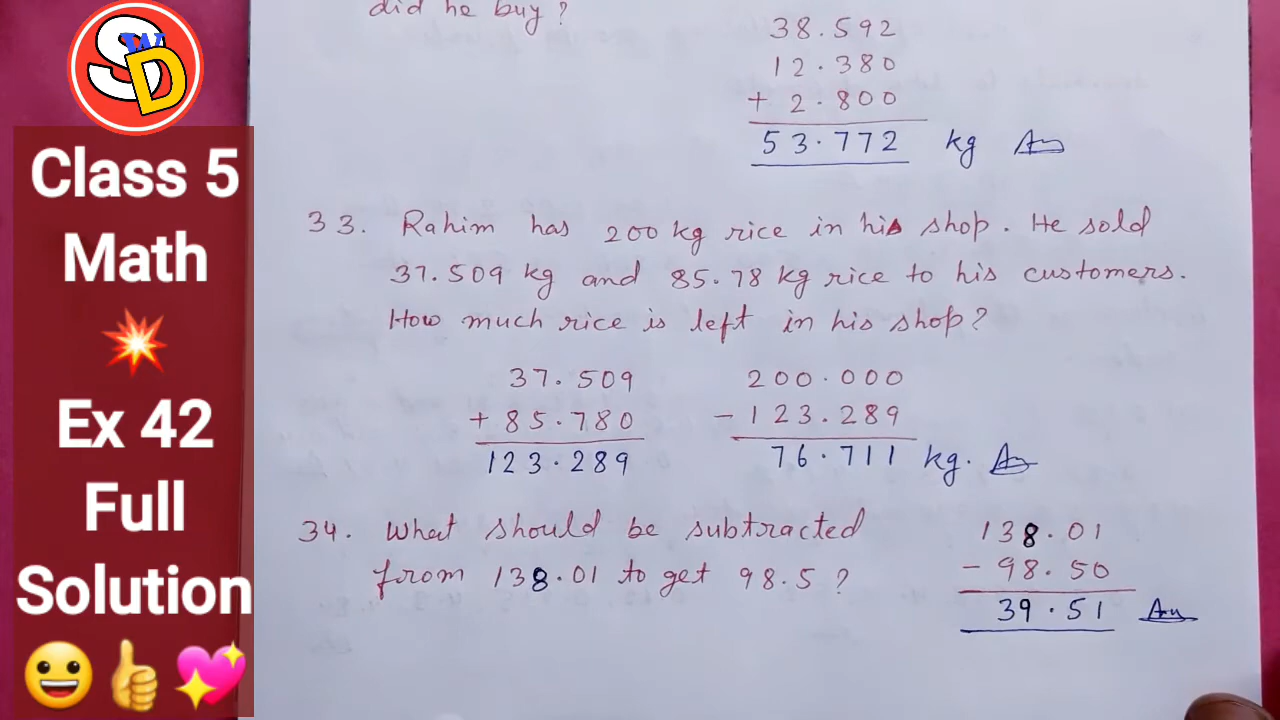 SWD
Class 5
Math
💥
Ex 42
Full
Solution
😀👍💖
did he buy?
38.592
12.380
+ 2.800
53.772 kg Ans
33. Rahim has 200 kg rice in his shop. He sold
37.509 kg and 85.78 kg rice to his customers.
How much rice is left in his shop?
37.509
+ 85.780
123.289
200.000
- 123.289
76.711 kg. An
34. What should be subtracted
from 138.01 to get 98.5?
138.01
- 98.50
39.51 An